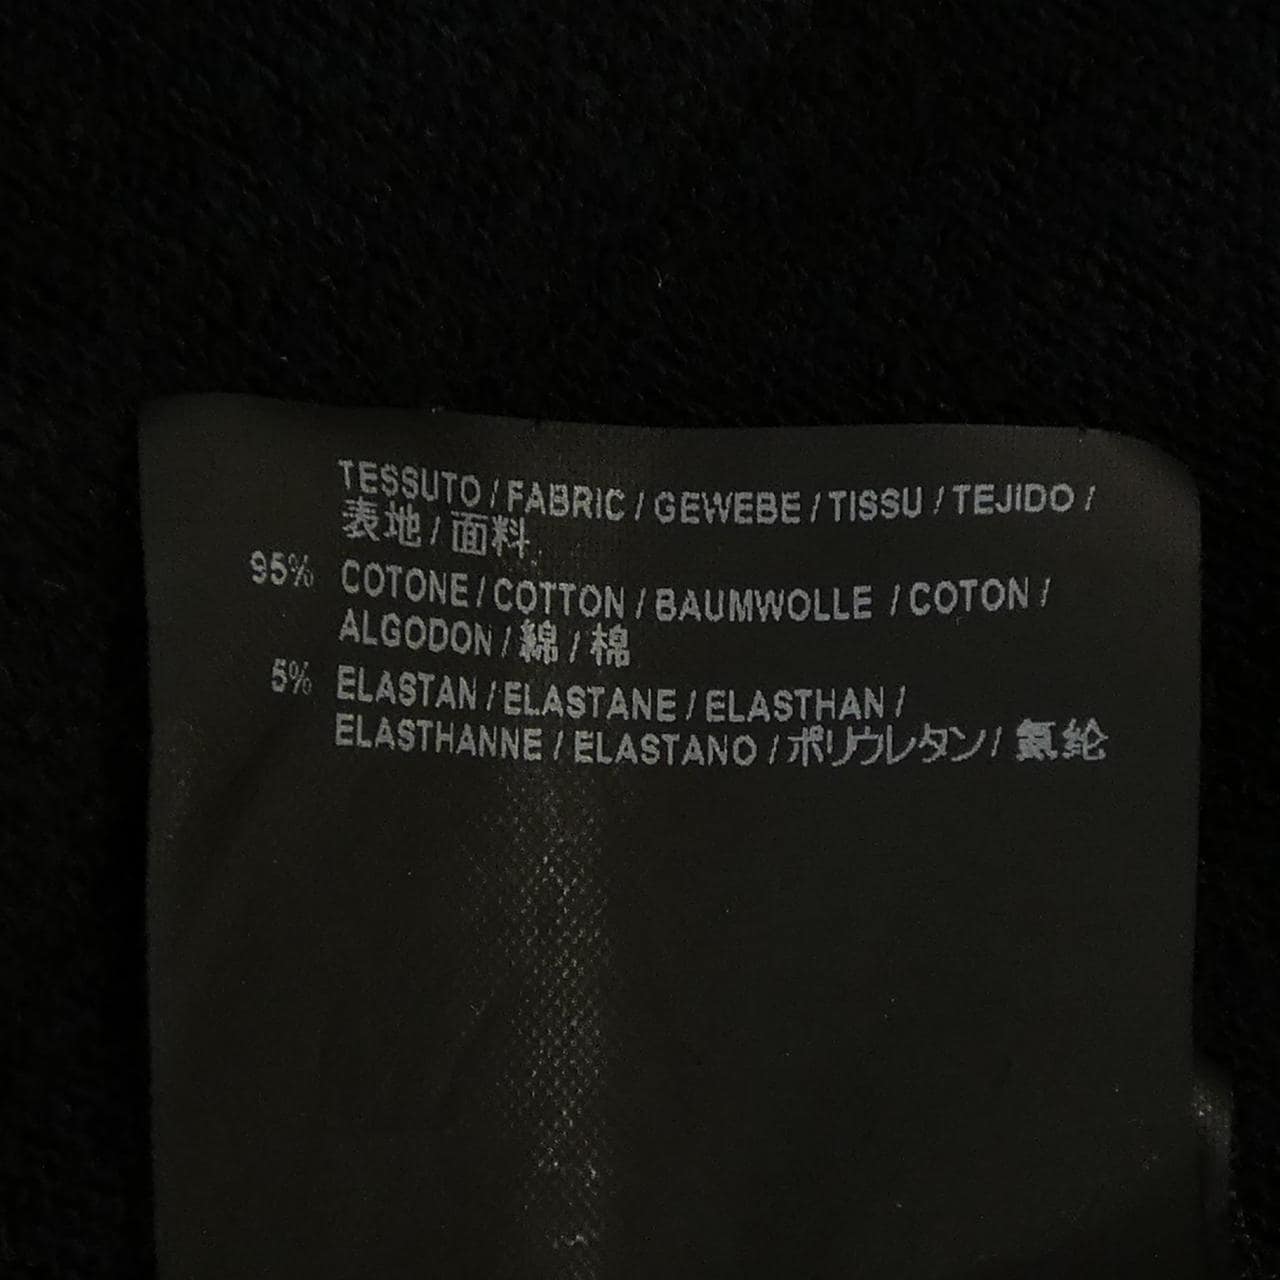 TESSUTO / FABRIC / GEWEBE / TISSU / TEJIDO /
表地 / 面料
95% COTONE / COTTON / BAUMWOLLE / COTON /
ALGODON / 綿 / 棉
5% ELASTAN / ELASTANE / ELASTHAN /
ELASTHANNE / ELASTANO / ポリウレタン / 氨纶